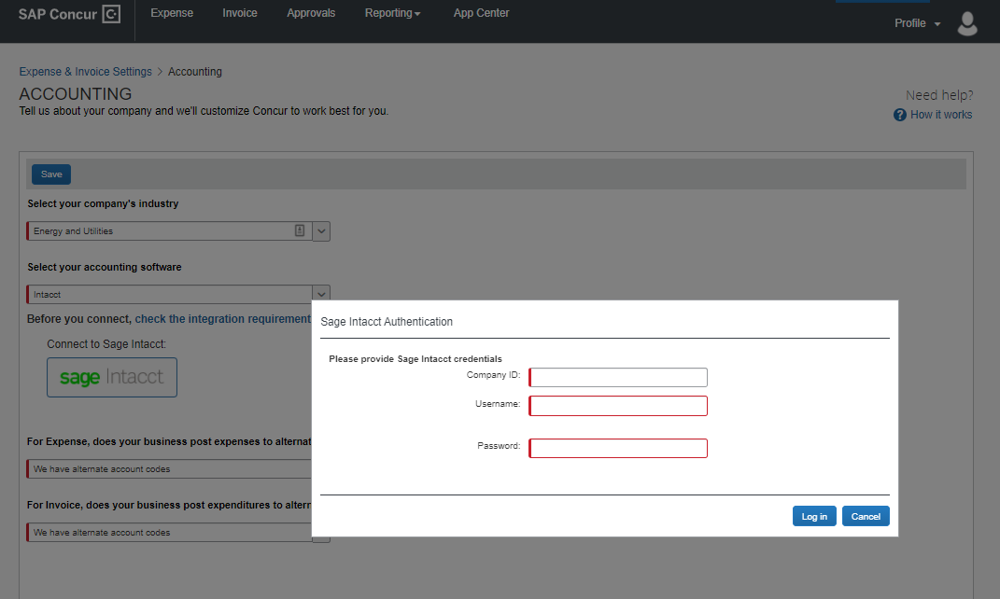 SAP Concur C
Expense Invoice Approvals Reporting App Center
Profile
Expense & Invoice Settings > Accounting
ACCOUNTING
Tell us about your company and we'll customize Concur to work best for you.
Need help?
? How it works
Save
Select your company's industry
Energy and Utilities
Select your accounting software
Intacct
Before you connect, check the integration requirement
Connect to Sage Intacct:
sage Intacct
For Expense, does your business post expenses to alternat
We have alternate account codes
For Invoice, does your business post expenditures to altern
We have alternate account codes
Sage Intacct Authentication
Please provide Sage Intacct credentials
Company ID:
Username:
Password:
Log in Cancel